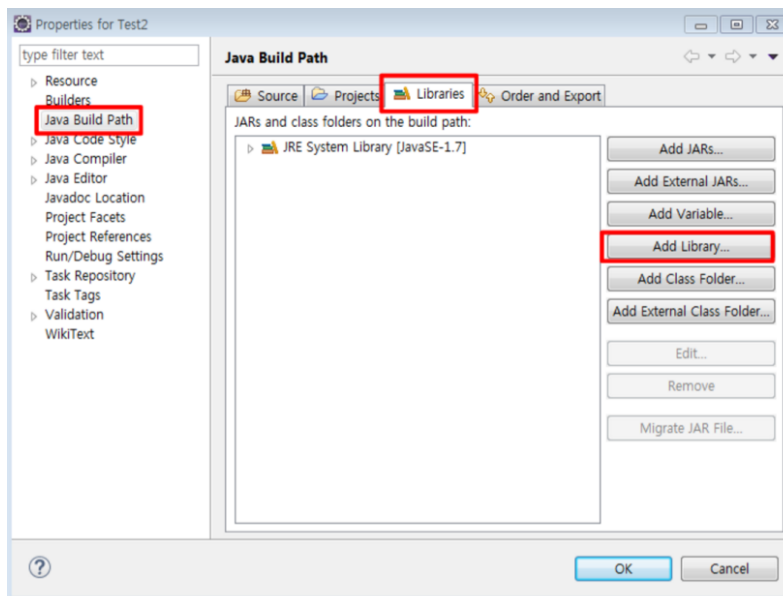 Properties for Test2
type filter text
Resource
Builders
Java Build Path
Java Code Style
Java Compiler
Java Editor
Javadoc Location
Project Facets
Project References
Run/Debug Settings
Task Repository
Task Tags
Validation
WikiText
Java Build Path
Source Projects Libraries Order and Export
JARs and class folders on the build path:
JRE System Library [JavaSE-1.7]
Add JARs...
Add External JARs...
Add Variable...
Add Library...
Add Class Folder...
Add External Class Folder...
Edit...
Remove
Migrate JAR File...
?
OK Cancel